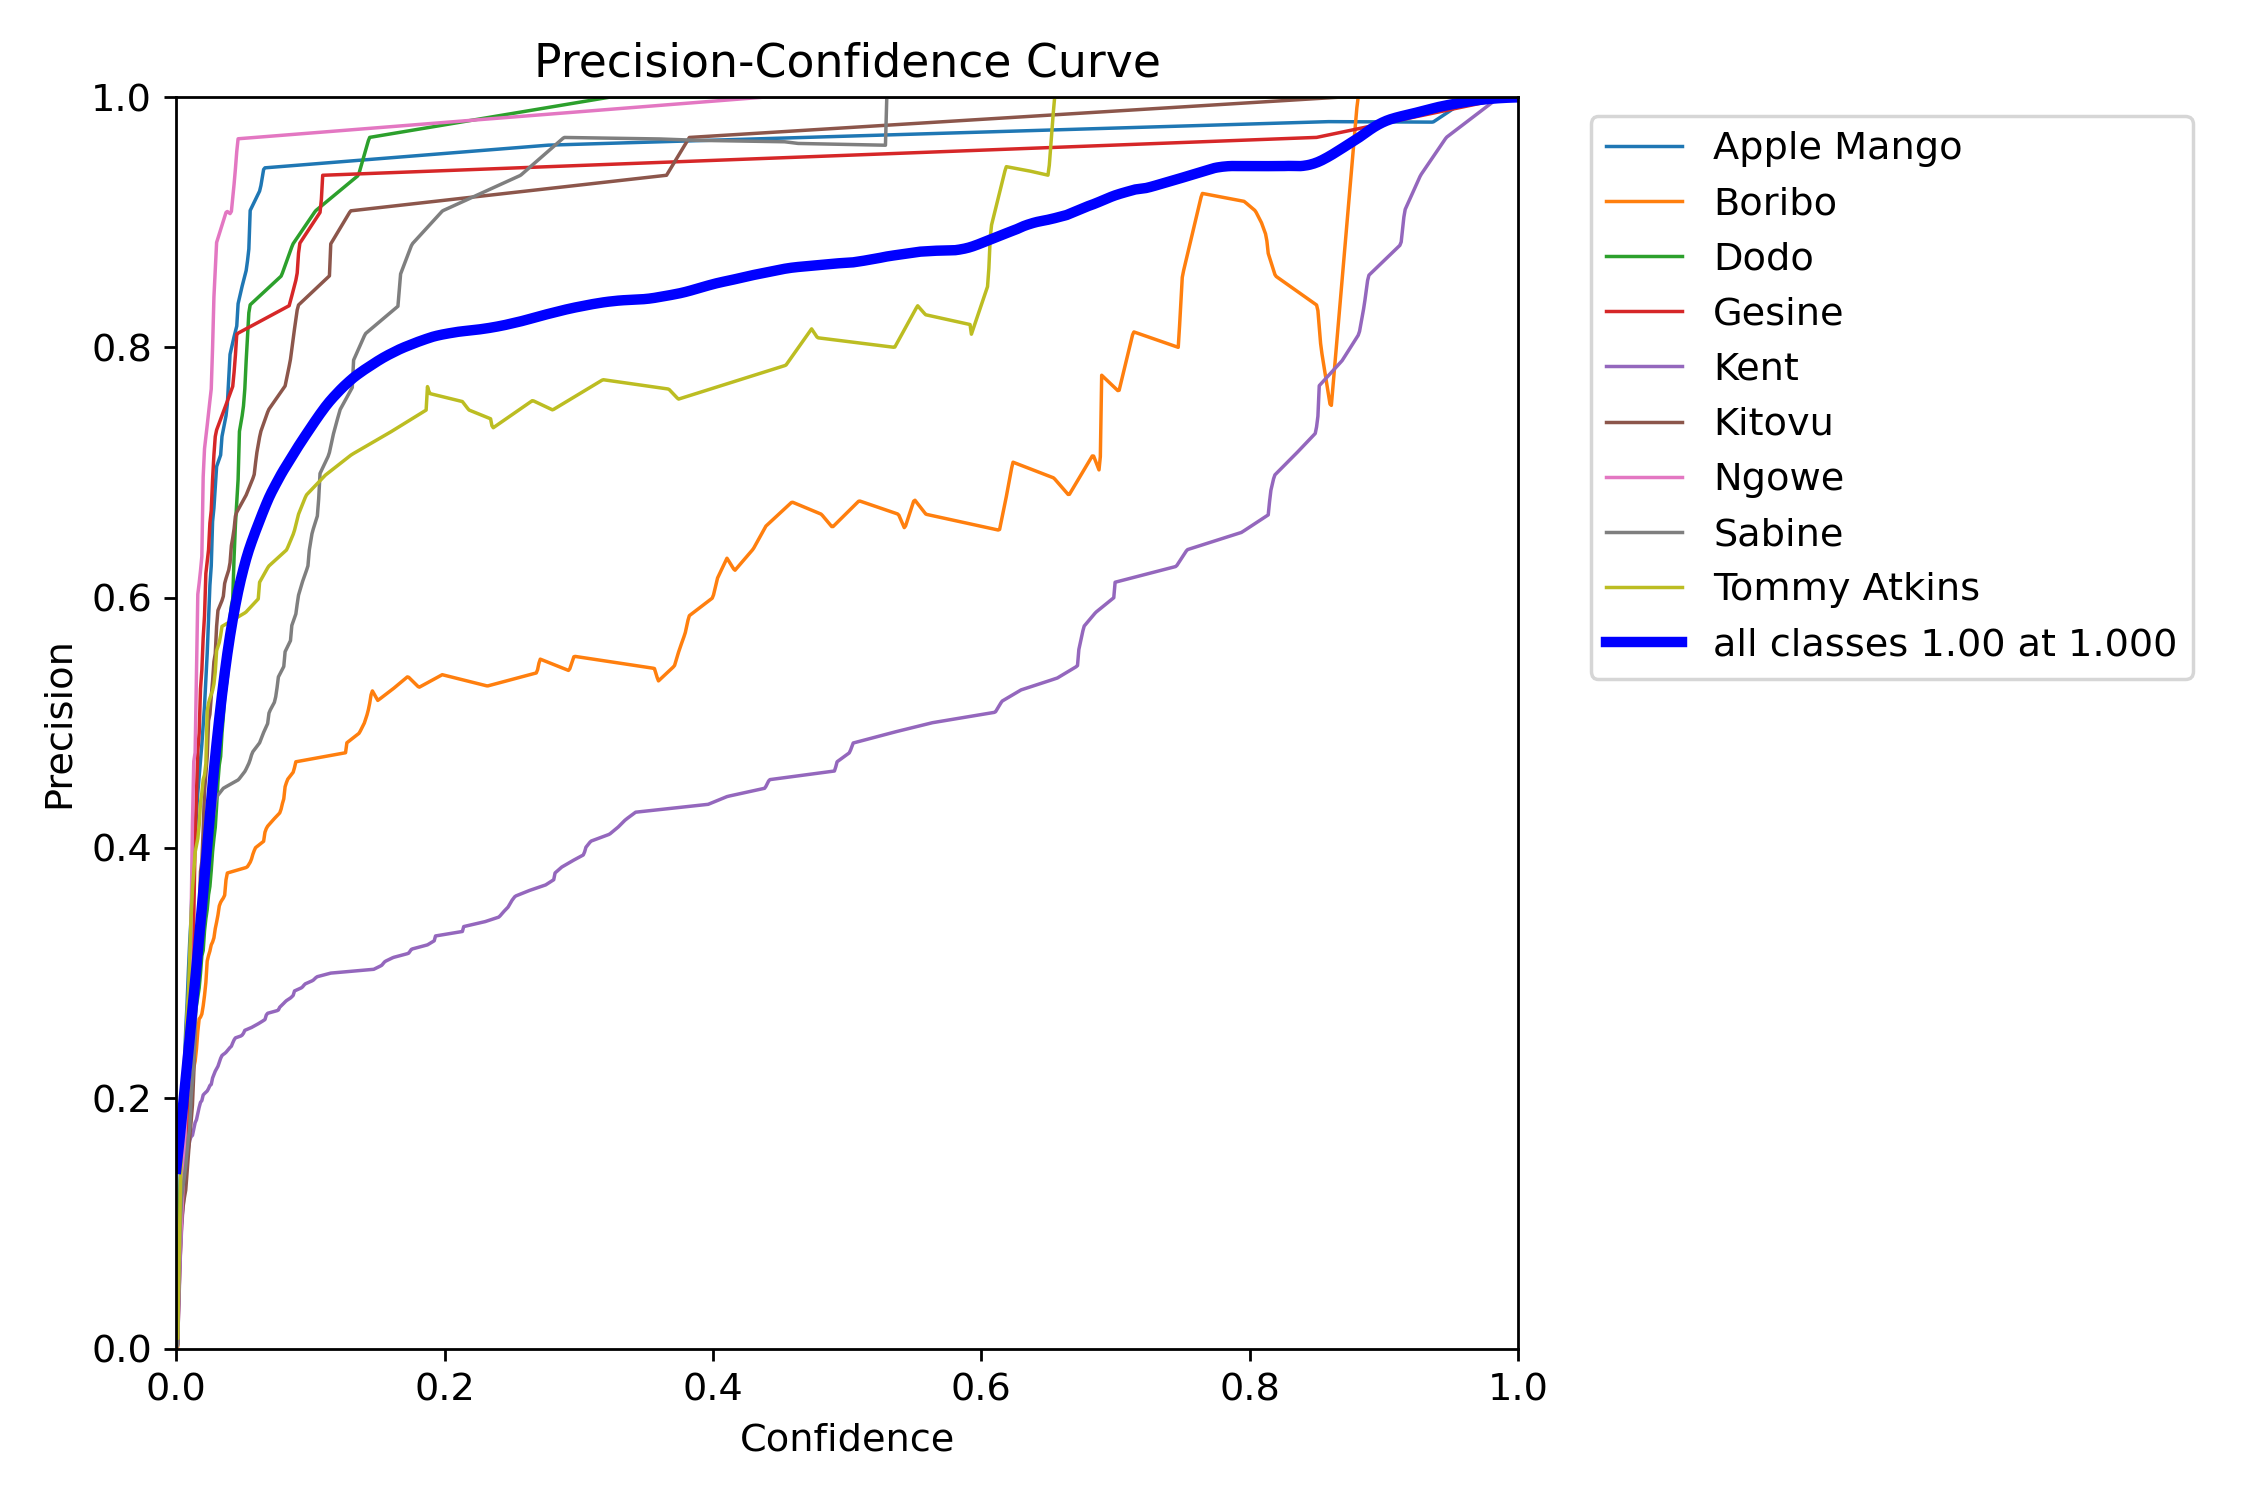 Precision-Confidence Curve
1.0
0.8
0.6
0.4
0.2
0.0
Precision
0.0 0.2 0.4 0.6 0.8 1.0
Confidence
Apple Mango
Boribo
Dodo
Gesine
Kent
Kitovu
Ngowe
Sabine
Tommy Atkins
all classes 1.00 at 1.000